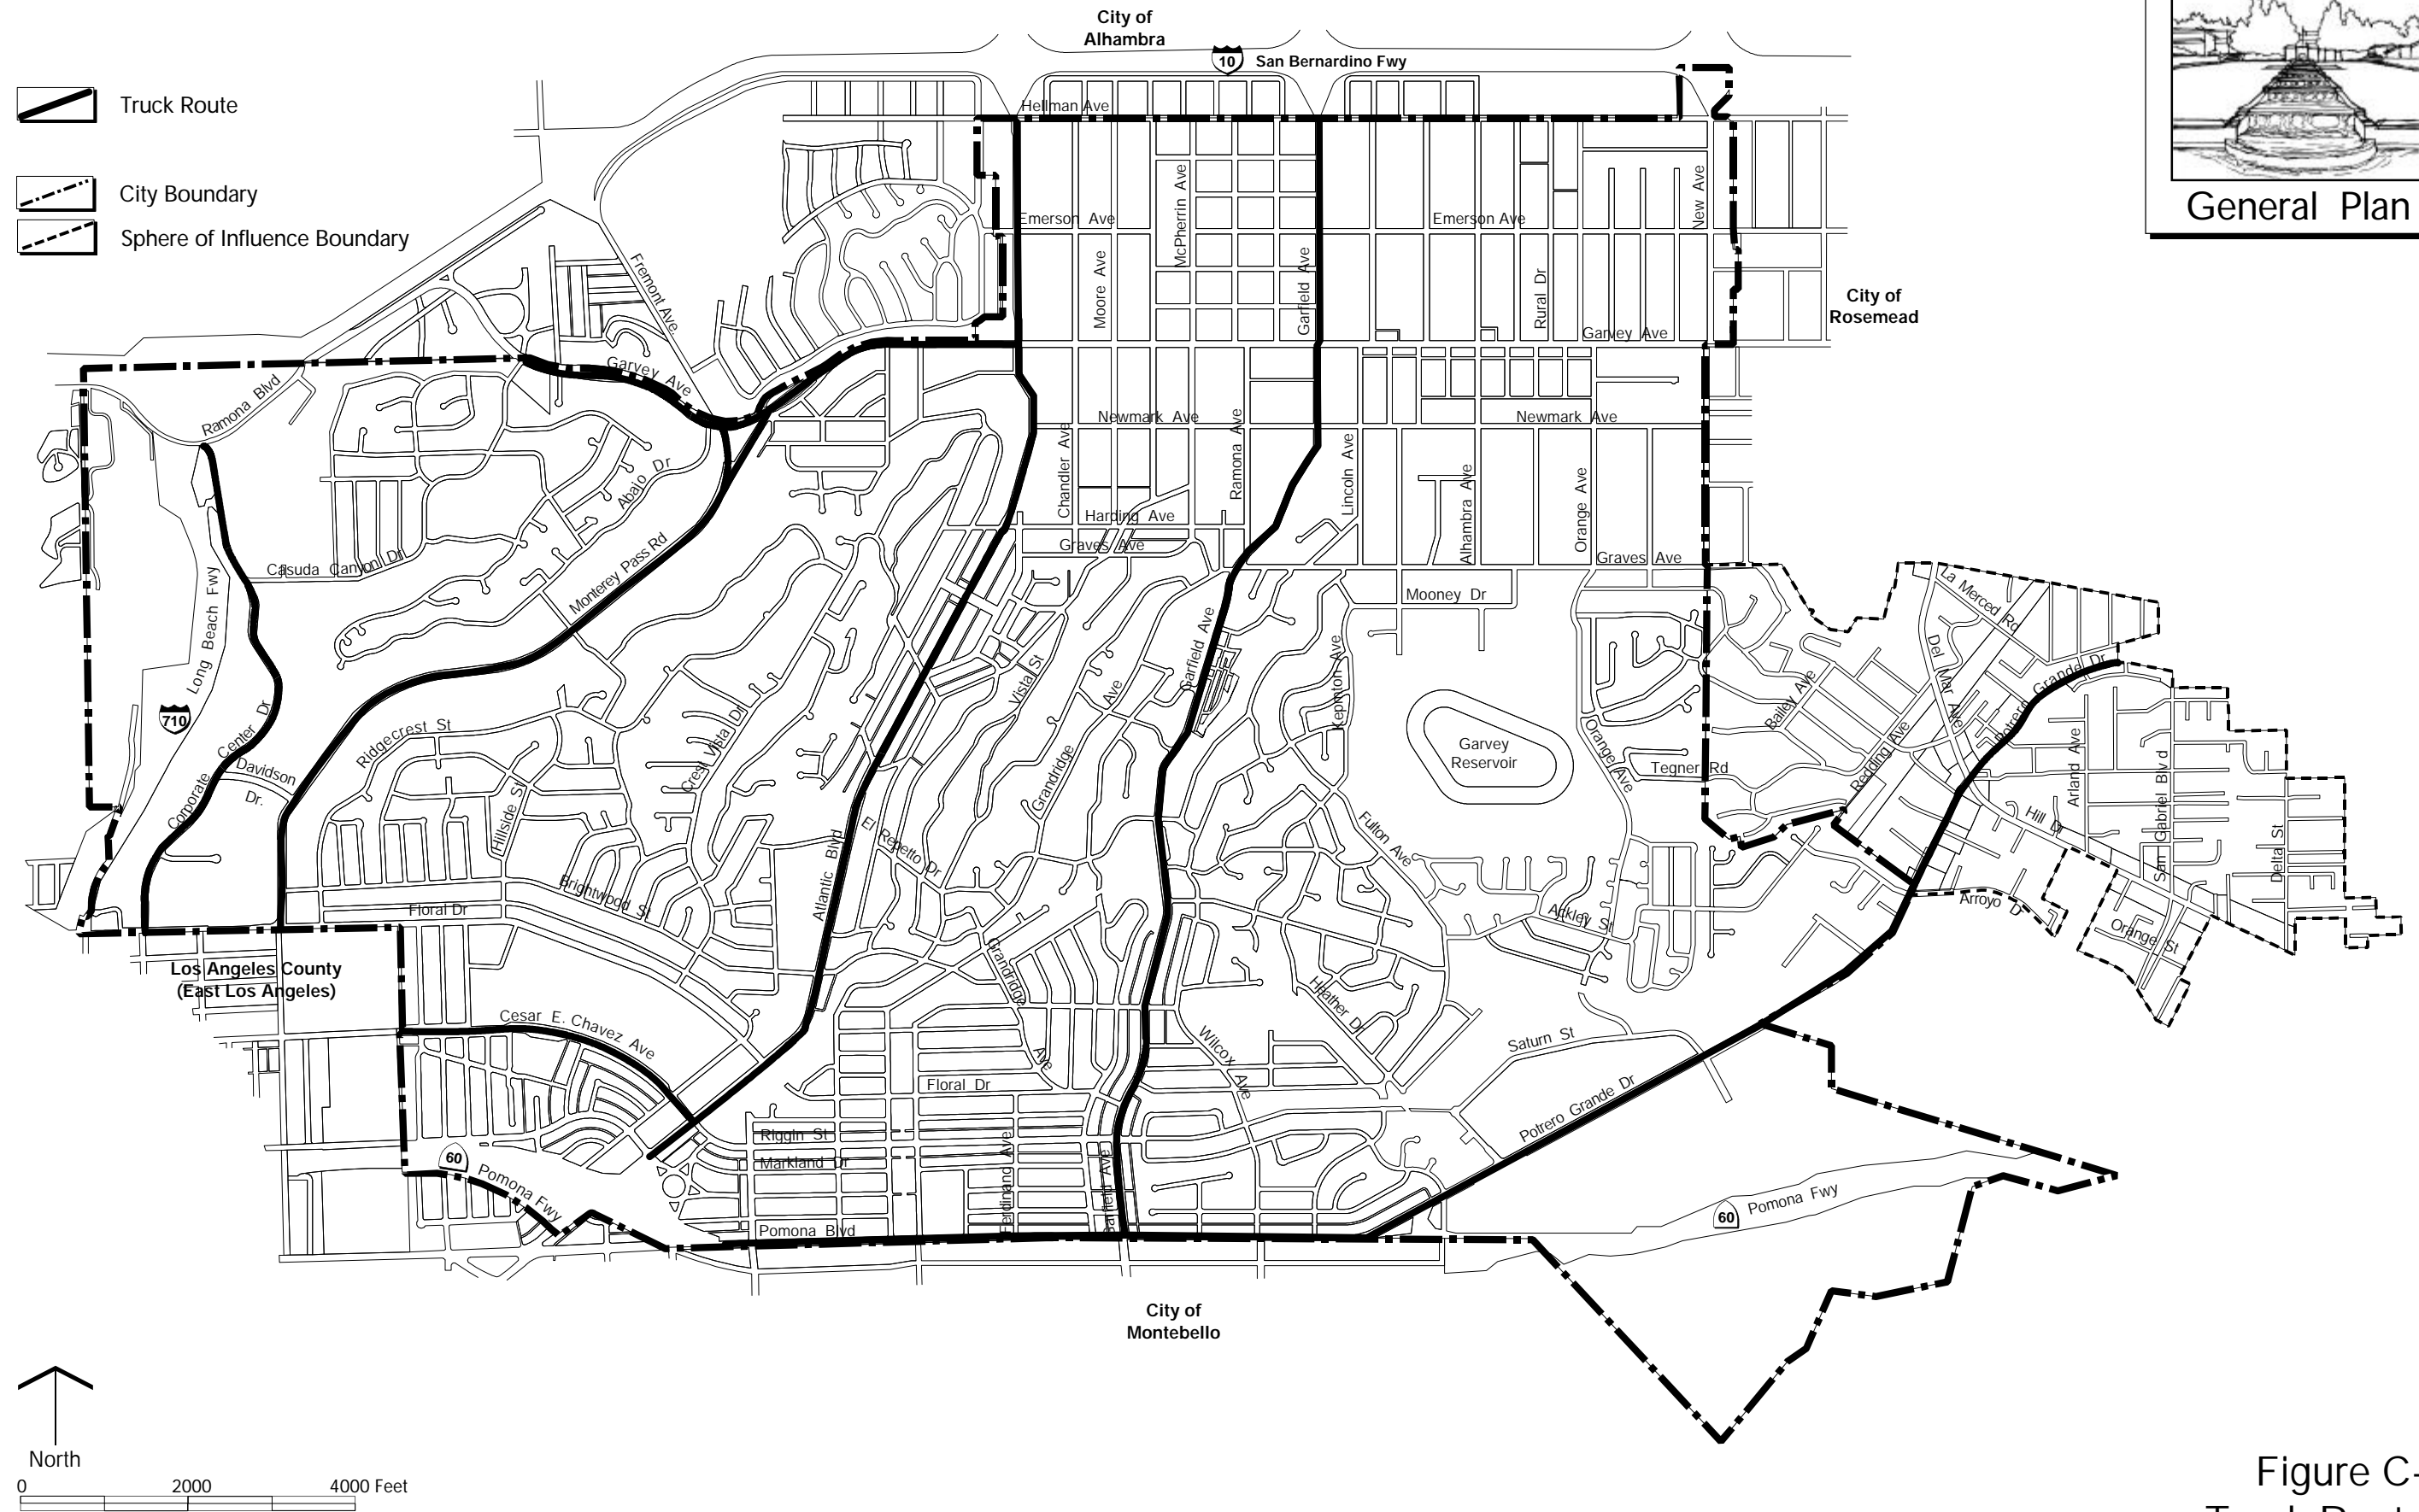 City of
Alhambra
10
San Bernardino Fwy
Truck Route
City Boundary
Sphere of Influence Boundary
General Plan
Hellman Ave
Emerson Ave
Emerson Ave
McPherrin Ave
Moore Ave
Garfield Ave
Rural Dr
New Ave
City of
Rosemead
Fremont Ave.
Garvey Ave
Garvey Ave
Ramona Blvd
Newmark Ave
Newmark Ave
Chandler Ave
Ramona Ave
Lincoln Ave
Alhambra Ave
Orange Ave
Abajo Dr
Harding Ave
Graves Ave
Graves Ave
Casuda Canyon Dr
Monterey Pass Rd
Mooney Dr
La Merced Rd
Long Beach Fwy
710
Garfield Ave
Kempton Ave
Vista St
Del Mar Ave
Potrero Grande Dr
Bailey Ave
Corporate Center Dr
Ridgecrest St
Crest Vista Dr
Grandridge Ave
Garvey
Reservoir
Orange Ave
Tegner Rd
Redding Ave
Arland Ave
San Gabriel Blvd
Davidson
Dr.
Hillside St
El Repetto Dr
Fulton Ave
Hill Dr
Delta St
Atlantic Blvd
Brightwood St
Floral Dr
Ackley St
Arroyo Dr
Orange St
Los Angeles County
(East Los Angeles)
Grandridge Ave
Heather Dr
Cesar E. Chavez Ave
Wilcox Ave
Saturn St
Floral Dr
Potrero Grande Dr
Riggin St
Markland Dr
Ferdinand Ave
Garfield Ave
60
Pomona Fwy
60
Pomona Fwy
Pomona Blvd
City of
Montebello
North
0 2000 4000 Feet
Figure C-